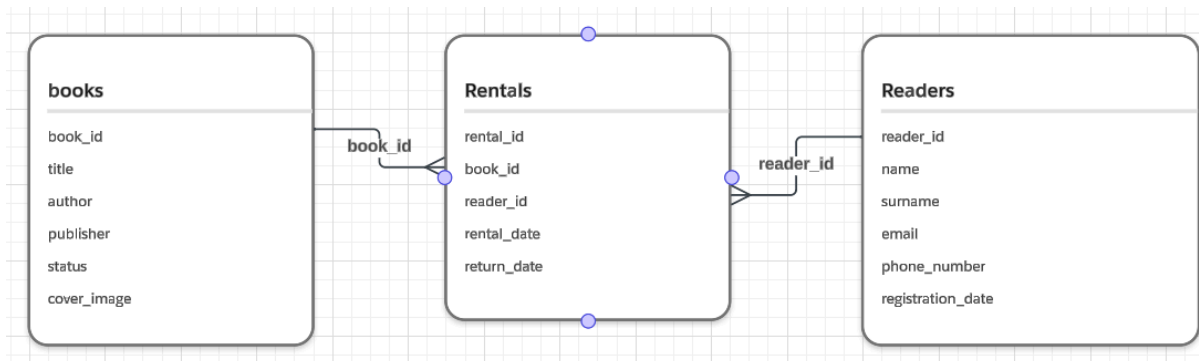 books
book_id
title
author
publisher
status
cover_image
book_id
Rentals
rental_id
book_id
reader_id
rental_date
return_date
reader_id
Readers
reader_id
name
surname
email
phone_number
registration_date